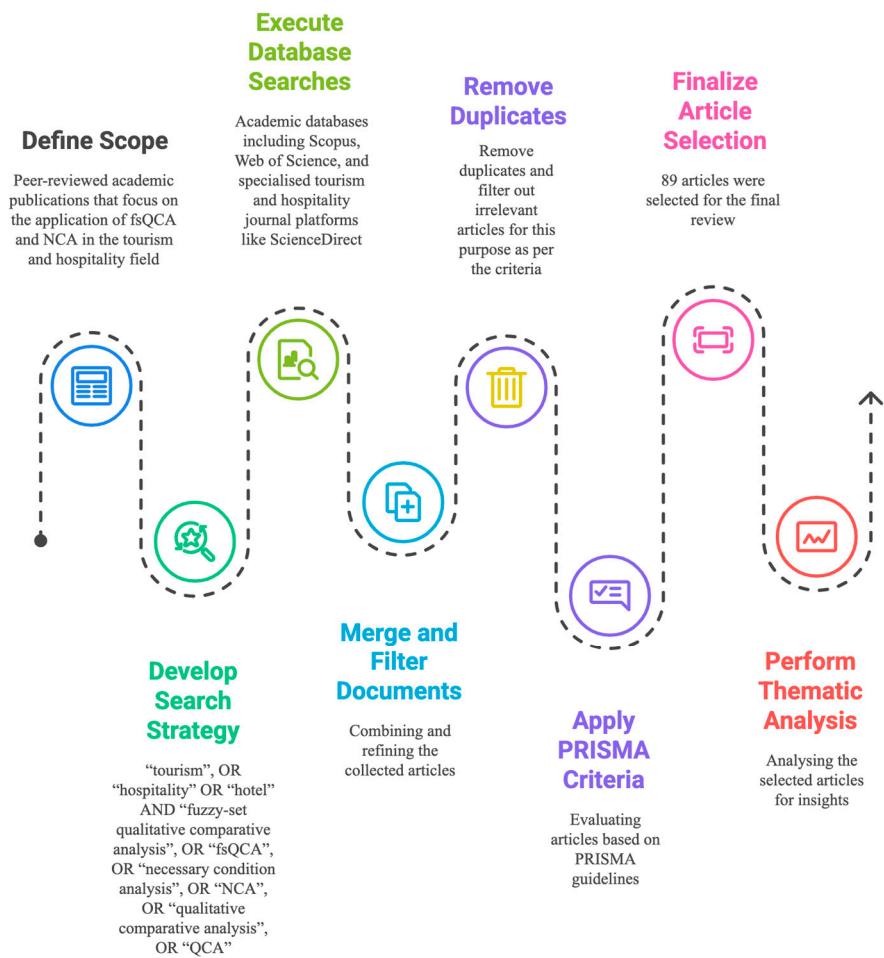 Define Scope
Peer-reviewed academic
publications that focus on
the application of fsQCA
and NCA in the tourism
and hospitality field
Develop
Search
Strategy
“tourism”, OR
“hospitality” OR “hotel”
AND “fuzzy-set
qualitative comparative
analysis”, OR “fsQCA”,
OR “necessary condition
analysis”, OR “NCA”,
OR “qualitative
comparative analysis”,
OR “QCA”
Execute
Database
Searches
Academic databases
including Scopus,
Web of Science, and
specialised tourism
and hospitality
journal platforms
like ScienceDirect
Merge and
Filter
Documents
Combining and
refining the
collected articles
Remove
Duplicates
Remove
duplicates and
filter out
irrelevant
articles for this
purpose as per
the criteria
Apply
PRISMA
Criteria
Evaluating
articles based on
PRISMA
guidelines
Finalize
Article
Selection
89 articles were
selected for the final
review
Perform
Thematic
Analysis
Analysing the
selected articles
for insights